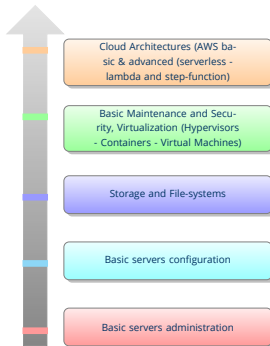 Cloud Architectures (AWS ba-
sic & advanced (serverless -
lambda and step-function)
Basic Maintenance and Secu-
rity, Virtualization (Hypervisors
- Containers - Virtual Machines)
Storage and File-systems
Basic servers configuration
Basic servers administration